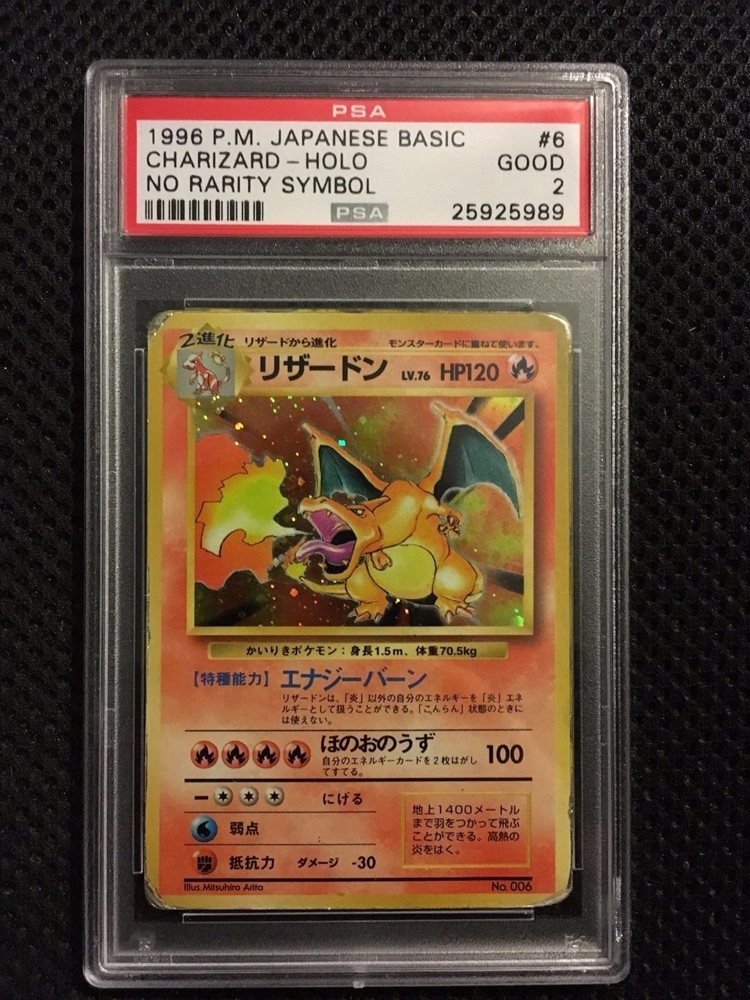 PSA
1996 P.M. JAPANESE BASIC #6
CHARIZARD - HOLO GOOD
NO RARITY SYMBOL 2
PSA 25925989
2進化 リザードから進化 モンスターカードに重ねて使います。
リザードン LV.76 HP120
かいりきポケモン：身長1.5m、体重70.5kg
【特種能力】エナジーバーン
リザードンは、「炎」以外の自分のエネルギーを「炎」エネ
ルギーとして扱うことができる。「こんらん」状態のときに
は使えない。
ほのおのうず 100
自分のエネルギーカードを2枚はがし
てすてる。
ー にげる
弱点
抵抗力 ダメージ -30
地上1400メートル
まで羽をつかって飛ぶ
ことができる。高熱の
炎をはく。
Illus.Mitsuhiro Arita No.006